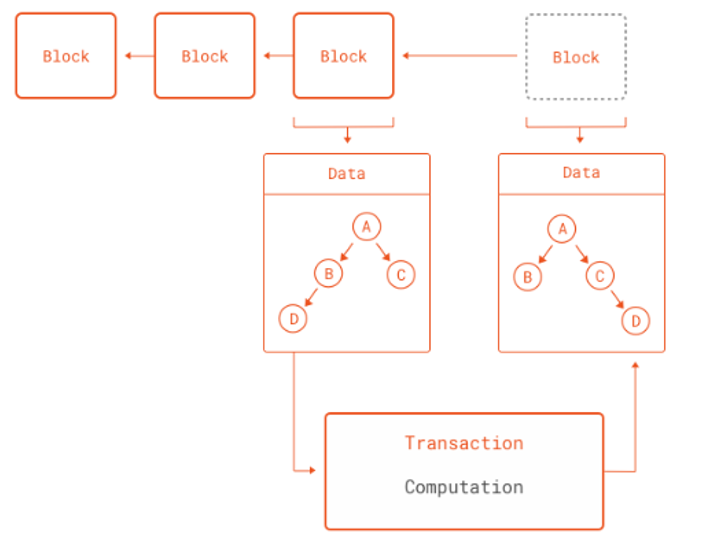 Block
Block
Block
Block
Data
Data
A
B
C
D
A
B
C
D
Transaction
Computation